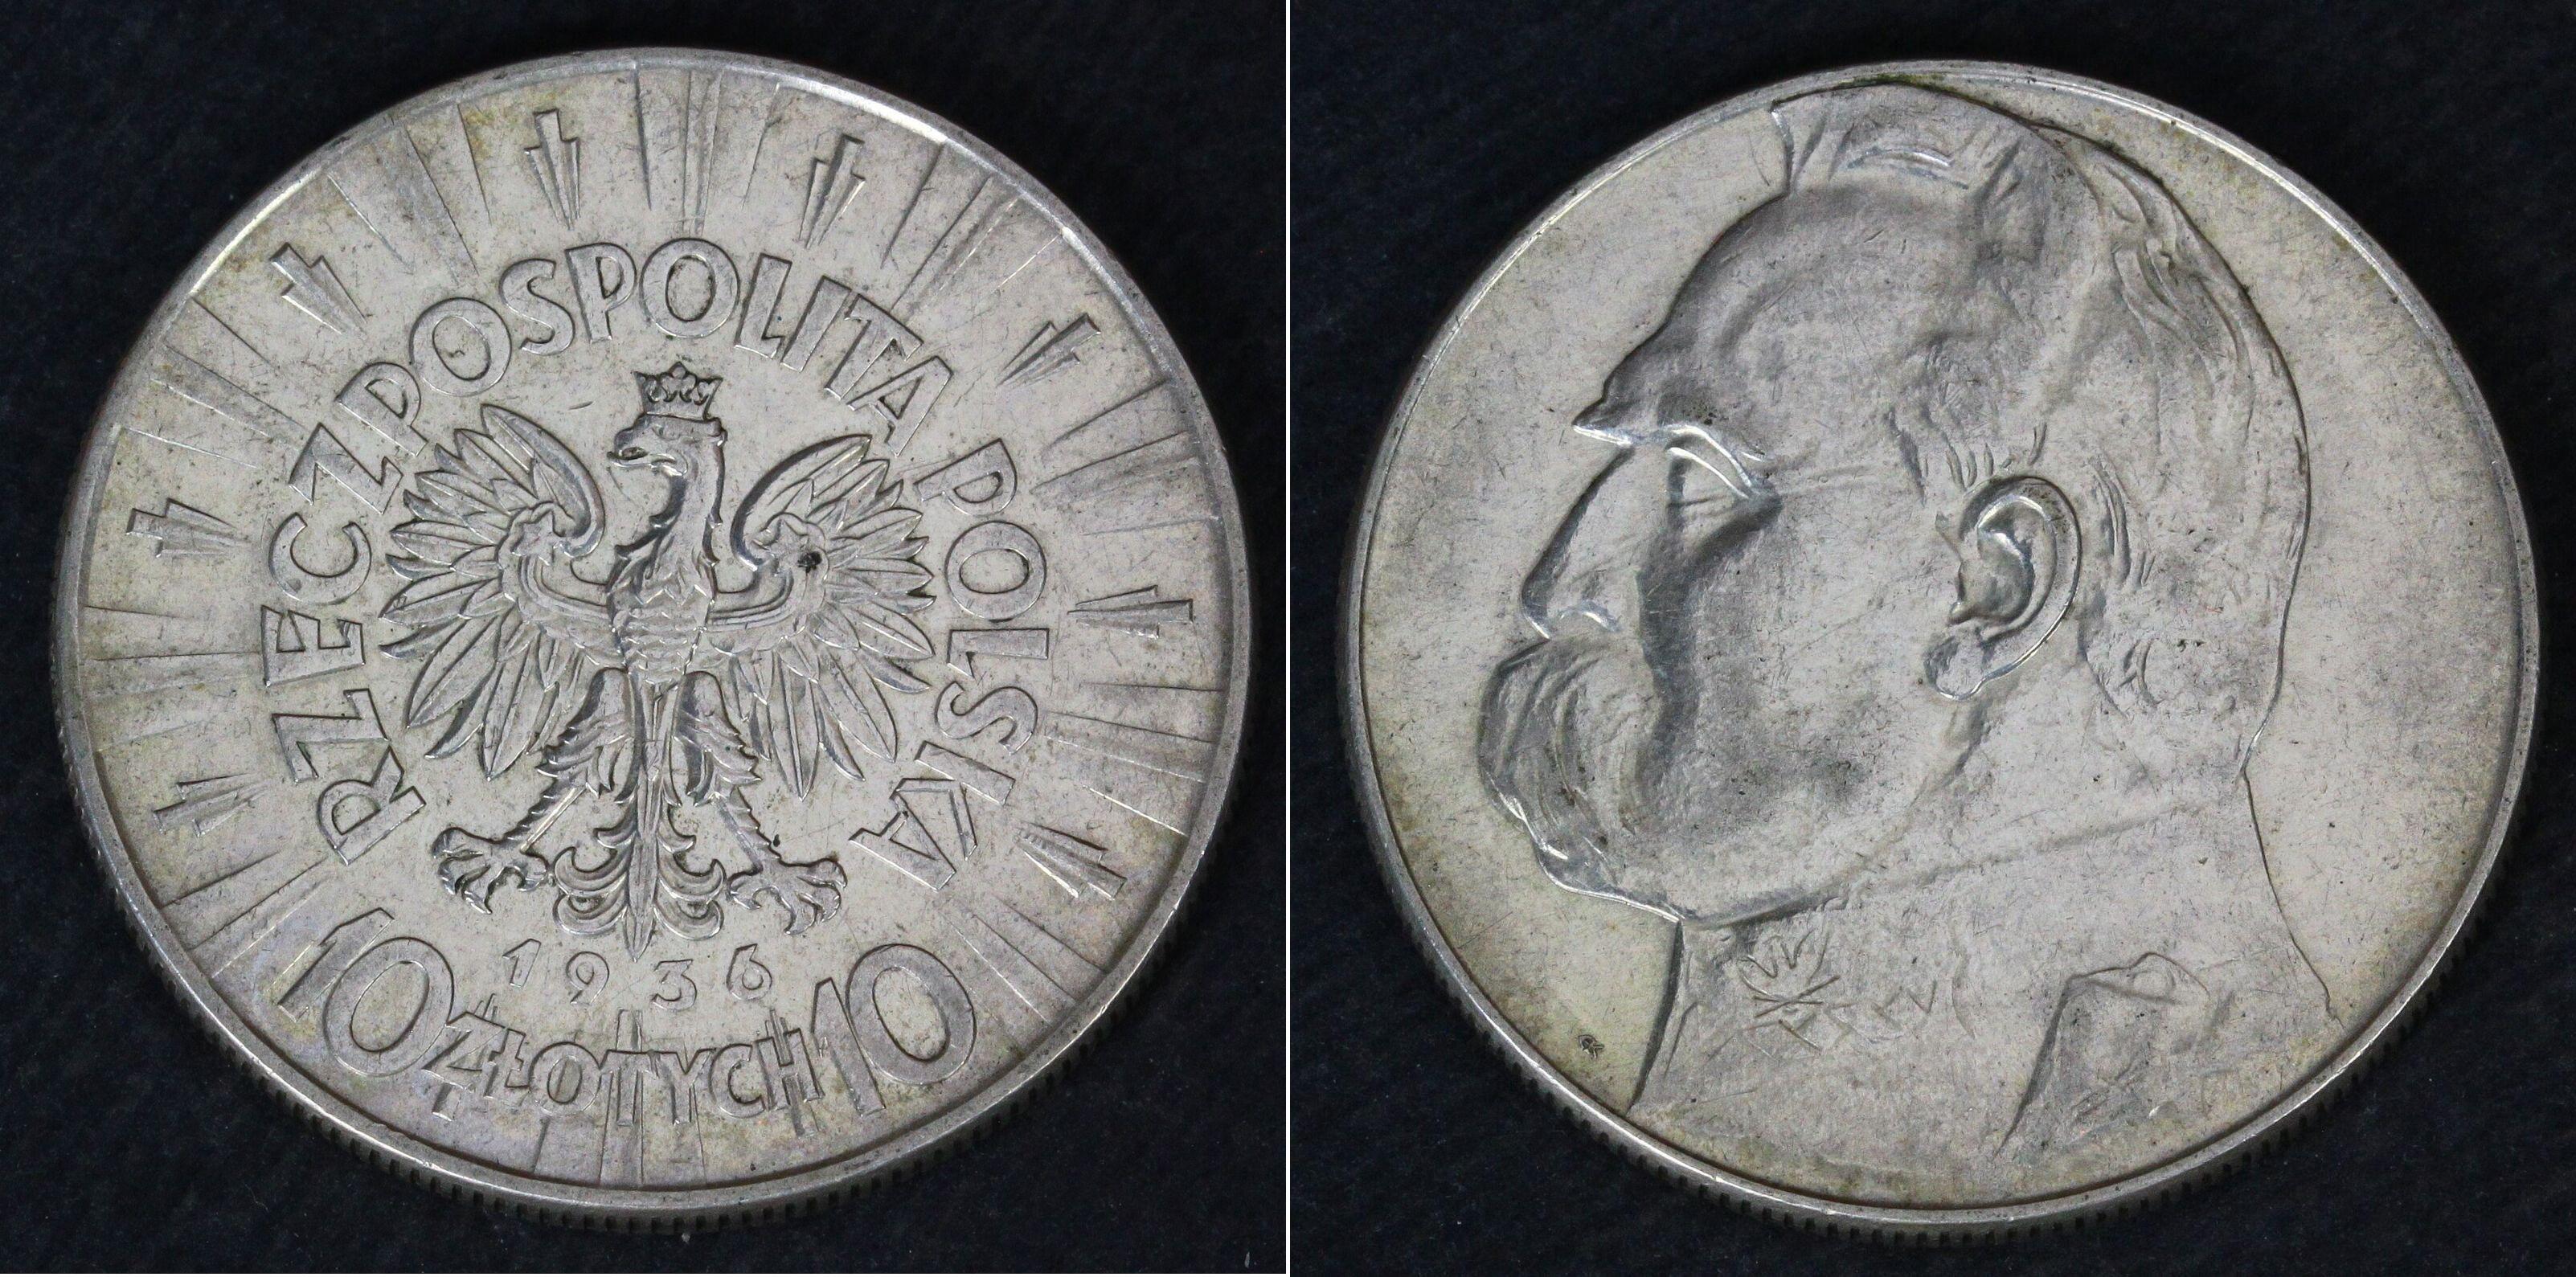 RZECZPOSPOLITA POLSKA
1936
10 ZŁOTYCH 10